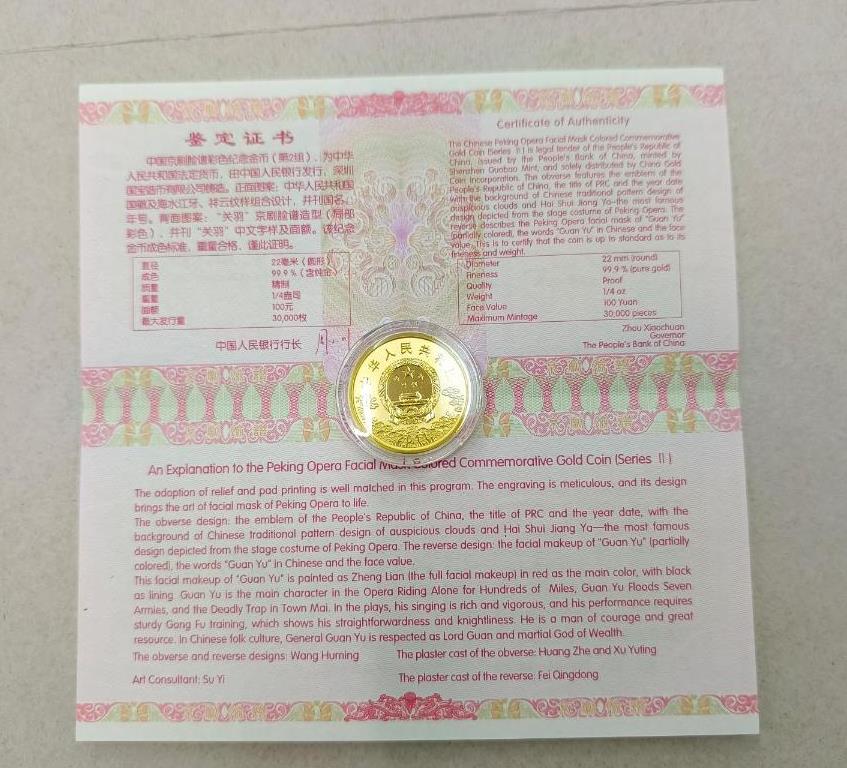 鉴定证书
中国京剧脸谱彩色纪念金币（第2组），为中华
人民共和国法定货币，由中国人民银行发行，深圳
国宝造币有限公司铸造。正面图案：中华人民共和国
国徽及海水江牙、祥云纹样组合设计，并刊国名、
年号。背面图案：“关羽”京剧脸谱造型（局部
彩色），并刊“关羽”中文字样及面额。该纪念
金币成色标准，重量合格，谨此证明。
直径 22毫米（圆形）
成色 99.9%（含纯金）
质量 精制
重量 1/4盎司
面额 100元
最大发行量 30,000枚
中国人民银行行长
Certificate of Authenticity
The Chinese Peking Opera Facial Mask Colored Commemorative
Gold Coin (Series II) is legal tender of the People's Republic of
China, issued by the People's Bank of China, minted by
Shenzhen Guobao Mint, and solely distributed by China Gold
Coin Incorporation. The obverse features the emblem of the
People's Republic of China, the title of PRC and the year date
with the background of Chinese traditional pattern design of
auspicious clouds and Hai Shui Jiang Ya-the most famous
design depicted from the stage costume of Peking Opera. The
reverse describes the Peking Opera facial mask of "Guan Yu"
(partially colored), the words "Guan Yu" in Chinese and the face
value. This is to certify that the coin is up to standard as to its
fineness and weight.
Diameter 22 mm (round)
Fineness 99.9% (pure gold)
Quality Proof
Weight 1/4 oz
Face Value 100 Yuan
Maximum Mintage 30,000 pieces
Zhou Xiaochuan
Governor
The People's Bank of China
中华人民共和
An Explanation to the Peking Opera Facial Mask Colored Commemorative Gold Coin (Series II)
The adoption of relief and pad printing is well matched in this program. The engraving is meticulous, and its design
brings the art of facial mask of Peking Opera to life.
The obverse design: the emblem of the People's Republic of China, the title of PRC and the year date, with the
background of Chinese traditional pattern design of auspicious clouds and Hai Shui Jiang Ya—the most famous
design depicted from the stage costume of Peking Opera. The reverse design: the facial makeup of "Guan Yu" (partially
colored), the words "Guan Yu" in Chinese and the face value.
This facial makeup of "Guan Yu" is painted as Zheng Lian (the full facial makeup) in red as the main color, with black
as lining. Guan Yu is the main character in the Opera Riding Alone for Hundreds of Miles, Guan Yu Floods Seven
Armies, and the Deadly Trap in Town Mai. In the plays, his singing is rich and vigorous, and his performance requires
sturdy Gong Fu training, which shows his straightforwardness and knightliness. He is a man of courage and great
resource. In Chinese folk culture, General Guan Yu is respected as Lord Guan and martial God of Wealth.
The obverse and reverse designs: Wang Huming The plaster cast of the obverse: Huang Zhe and Xu Yuting
Art Consultant: Su Yi The plaster cast of the reverse: Fei Qingdong